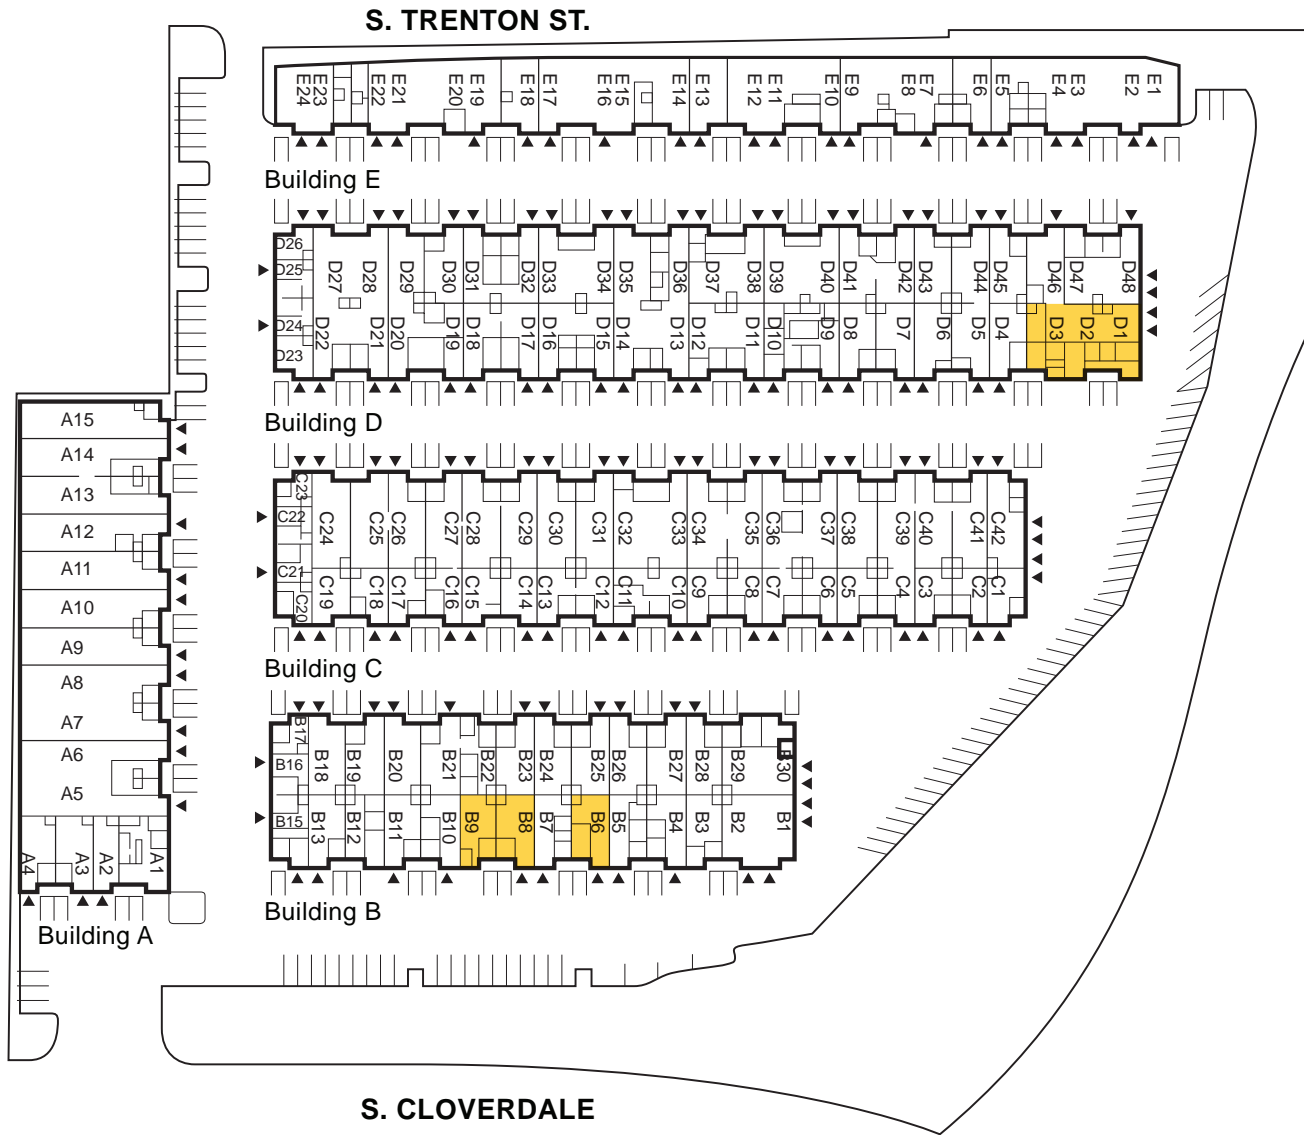 S. TRENTON ST.
E24 E23 E22 E21 E20 E19 E18 E17 E16 E15 E14 E13 E12 E11 E10 E9 E8 E7 E6 E5 E4 E3 E2 E1
Building E
D26
D25
D27 D28 D29 D30 D31 D32 D33 D34 D35 D36 D37 D38 D39 D40 D41 D42 D43 D44 D45 D46 D47 D48
D24
D23
D22 D21 D20 D19 D18 D17 D16 D15 D14 D13 D12 D11 D10 D9 D8 D7 D6 D5 D4 D3 D2 D1
Building D
A15
A14
A13
A12
A11
A10
A9
A8
A7
A6
A5
A4 A3 A2 A1
Building A
C23
C22
C24 C25 C26 C27 C28 C29 C30 C31 C32 C33 C34 C35 C36 C37 C38 C39 C40 C41 C42
C21
C20
C19 C18 C17 C16 C15 C14 C13 C12 C11 C10 C9 C8 C7 C6 C5 C4 C3 C2 C1
Building C
B17
B16
B18 B19 B20 B21 B22 B23 B24 B25 B26 B27 B28 B29 B30
B15
B13 B12 B11 B10 B9 B8 B7 B6 B5 B4 B3 B2 B1
Building B
S. CLOVERDALE